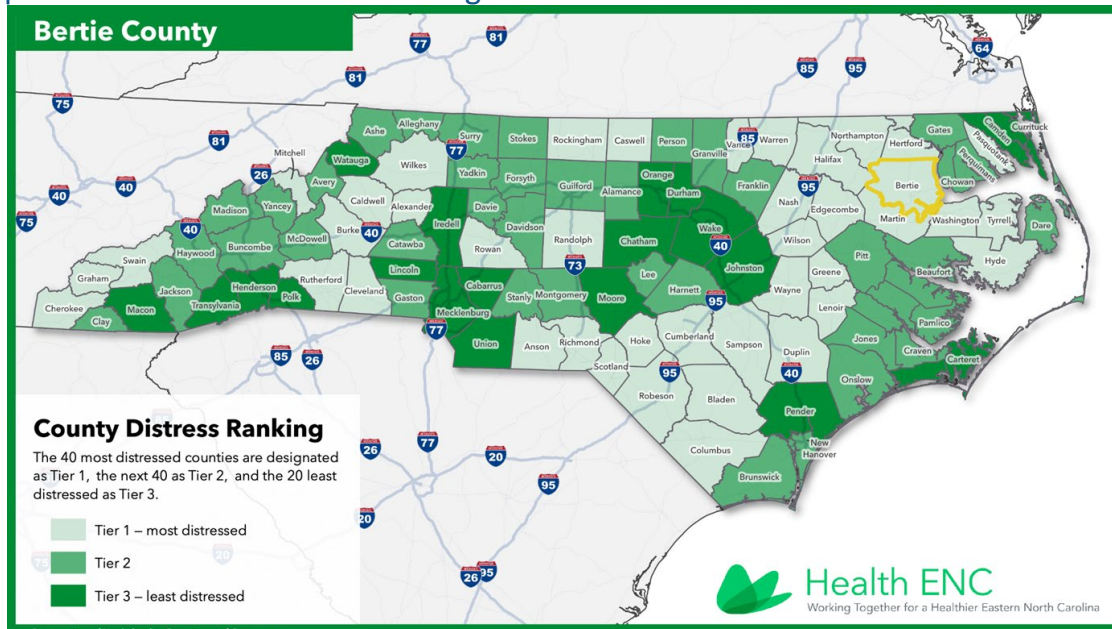 Bertie County
77
81
64
85
95
81
75
81
Alleghany
Ashe
Surry
Stokes
Rockingham
Caswell
Person
Granville
Vance
85
Warren
Northampton
Hertford
Gates
Camden
Currituck
Pasquotank
Perquimans
Mitchell
Watauga
Wilkes
77
Yadkin
Forsyth
Guilford
Alamance
Orange
Durham
Franklin
Halifax
Bertie
Chowan
26
40
40
Avery
Caldwell
Alexander
Iredell
Davie
Davidson
Randolph
Chatham
Wake
Nash
95
Edgecombe
Martin
Washington
Tyrrell
Dare
75
Madison
Yancey
40
Buncombe
McDowell
Burke
40
Catawba
Rowan
73
40
Wilson
Pitt
Beaufort
Hyde
Swain
Haywood
Graham
Jackson
Henderson
Rutherford
Lincoln
Cabarrus
Lee
Johnston
Greene
Cherokee
Clay
Macon
Transylvania
Polk
Cleveland
Gaston
Mecklenburg
Stanly
Montgomery
Moore
Harnett
95
Wayne
Lenoir
Pamlico
77
Union
Anson
Richmond
Hoke
Cumberland
Sampson
Duplin
Jones
Craven
Carteret
85
26
Scotland
95
40
Onslow
Robeson
Bladen
Pender
Columbus
New
Hanover
Brunswick
26
77
20
95
20
26
95
County Distress Ranking
The 40 most distressed counties are designated
as Tier 1, the next 40 as Tier 2, and the 20 least
distressed as Tier 3.
Tier 1 – most distressed
Tier 2
Tier 3 – least distressed
Health ENC
Working Together for a Healthier Eastern North Carolina